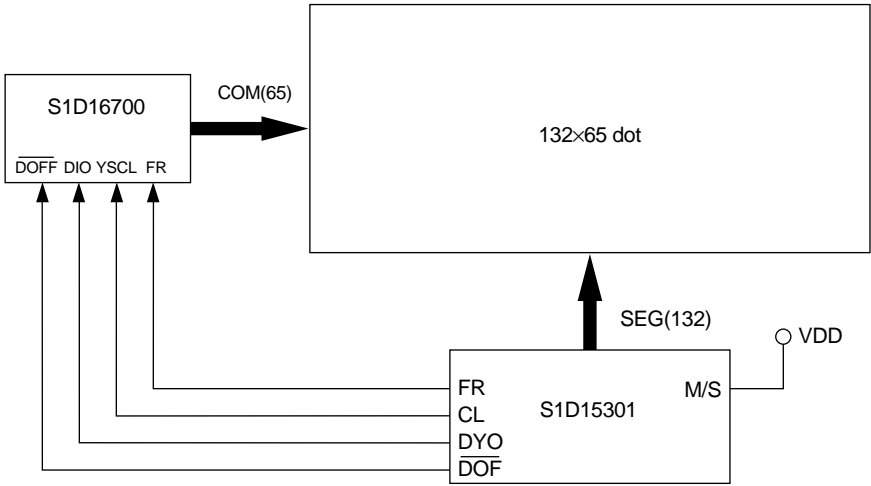 S1D16700
DOFF DIO YSCL FR
COM(65)
132×65 dot
SEG(132)
VDD
FR
CL
DYO
DOF
S1D15301
M/S